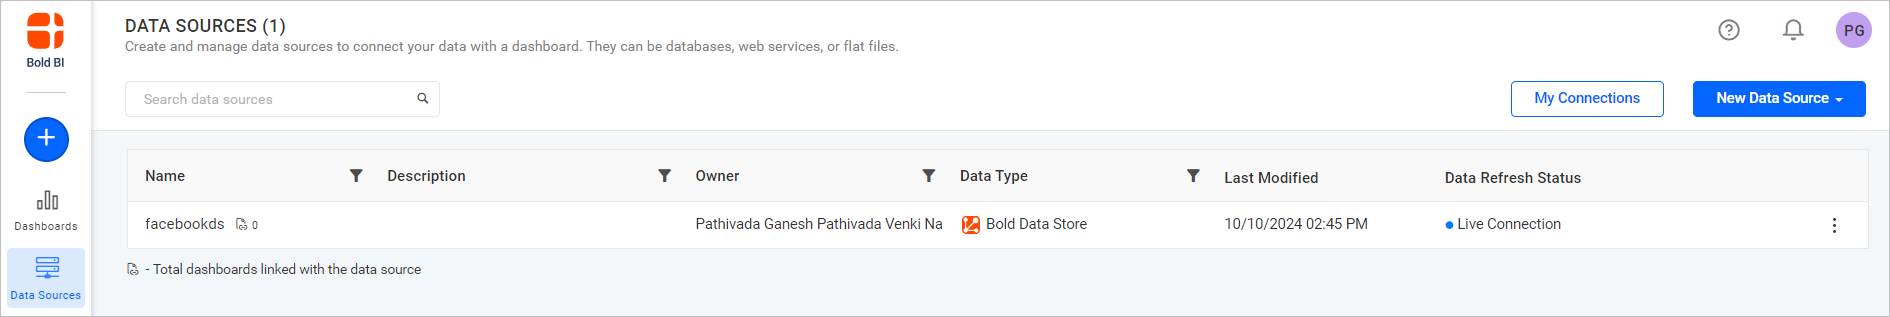 Bold BI
DATA SOURCES (1)
Create and manage data sources to connect your data with a dashboard. They can be databases, web services, or flat files.
PG
Search data sources
My Connections
New Data Source
Dashboards
Data Sources
Name Description Owner Data Type Last Modified Data Refresh Status
facebookds 0 Pathivada Ganesh Pathivada Venki Na Bold Data Store 10/10/2024 02:45 PM Live Connection
- Total dashboards linked with the data source